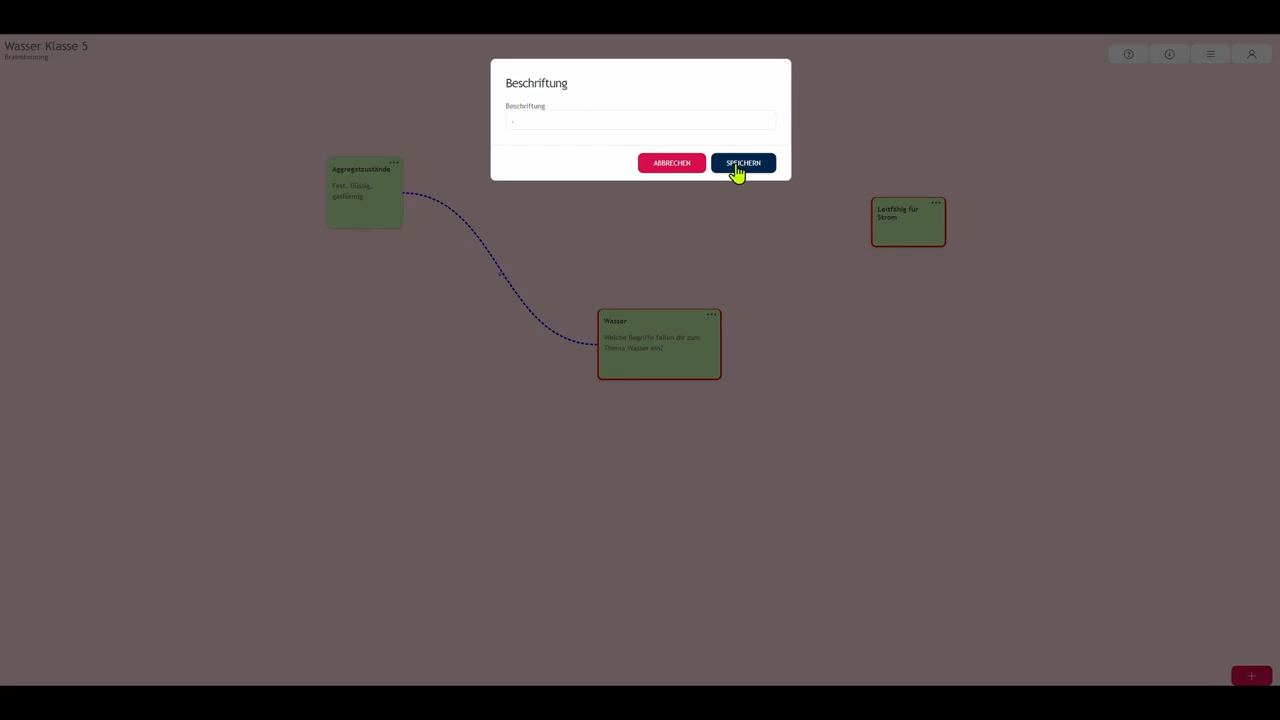 Wasser Klasse 5
Brainstorming
Beschriftung
Beschriftung
.
ABBRECHEN
SPEICHERN
Aggregatzustände
Fest, flüssig,
gasförmig
Leitfähig für
Strom
Wasser
Welche Begriffe fallen dir zum
Thema Wasser ein?